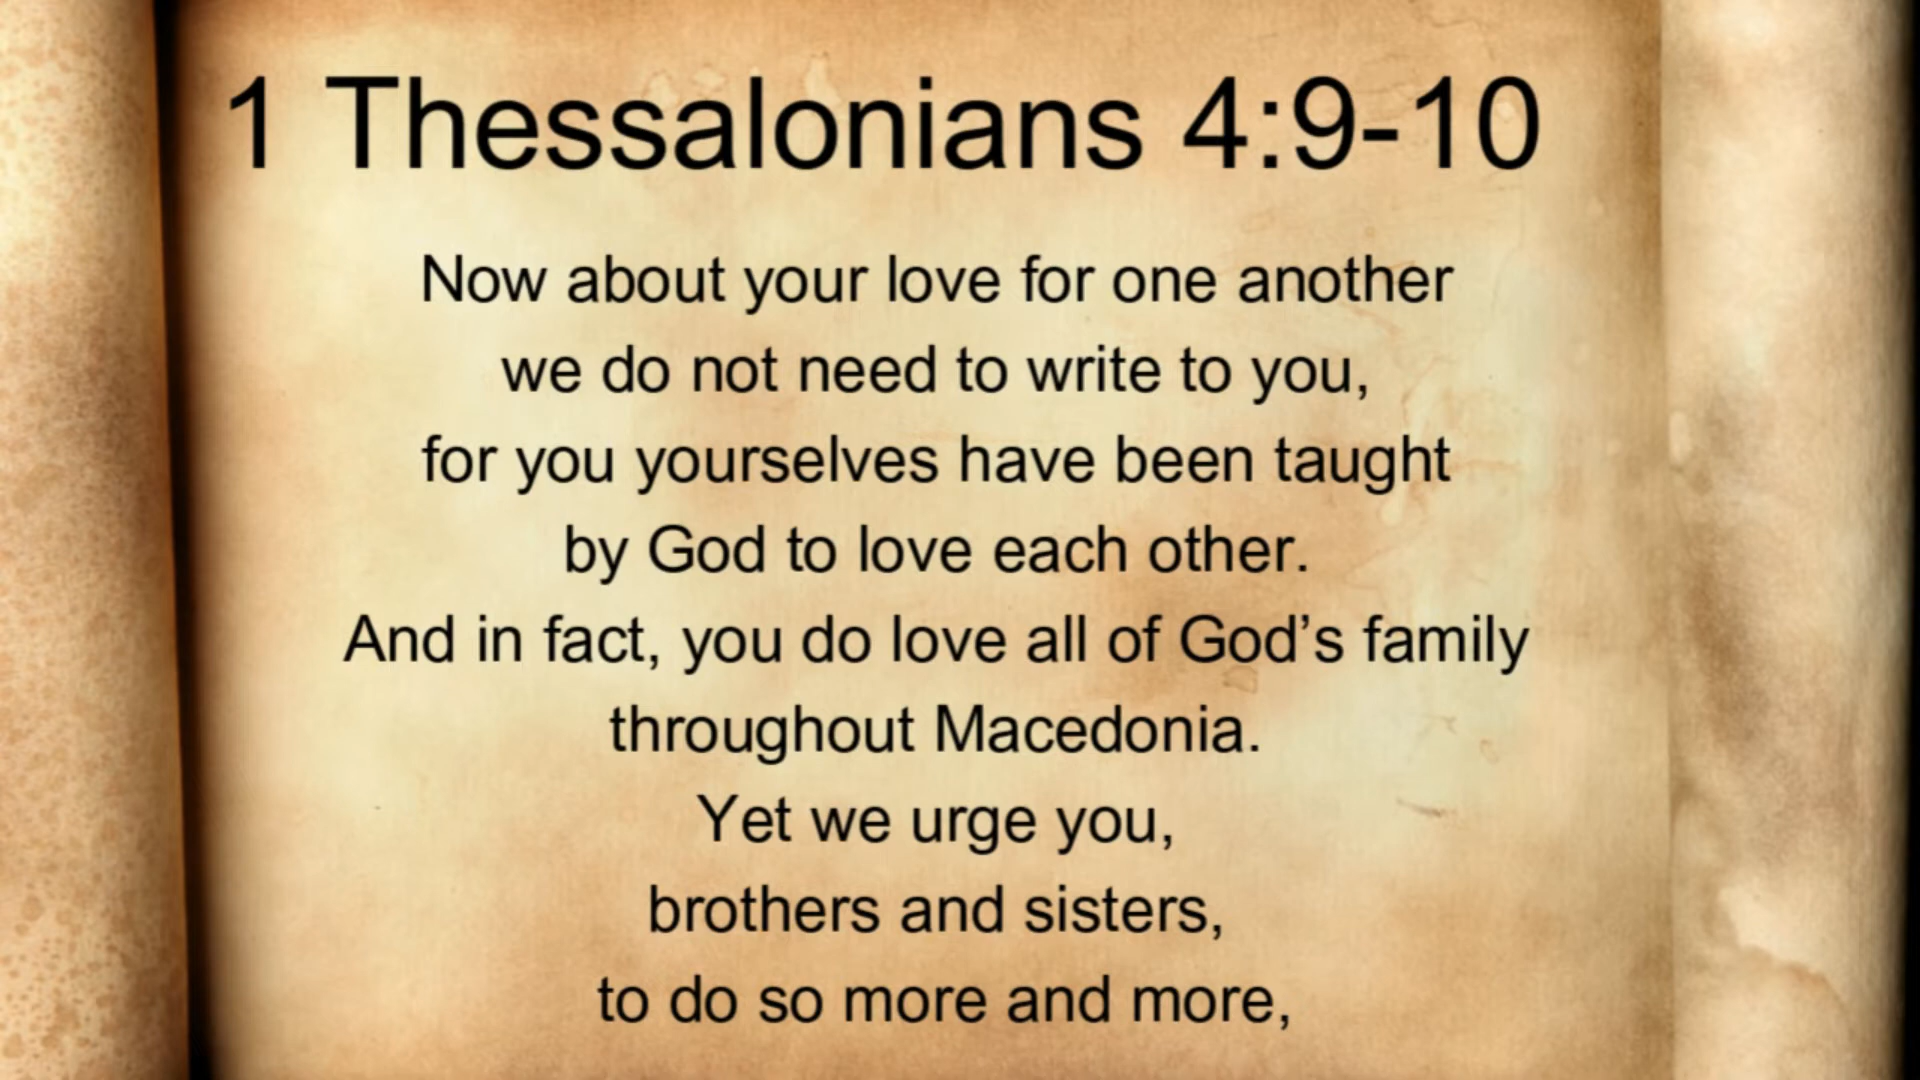 1 Thessalonians 4:9-10
Now about your love for one another
we do not need to write to you,
for you yourselves have been taught
by God to love each other.
And in fact, you do love all of God’s family
throughout Macedonia.
Yet we urge you,
brothers and sisters,
to do so more and more,